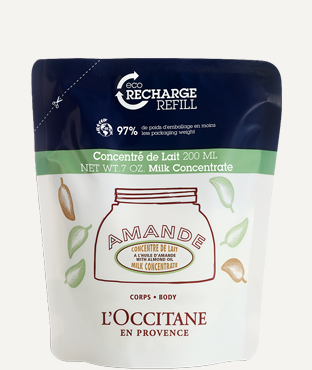 eco
RECHARGE
REFILL
97% de poids d'emballage en moins
less packaging weight
Concentré de Lait 200 ML
NET WT. 7 OZ. Milk Concentrate
AMANDE
CONCENTRE DE LAIT
A L'HUILE D'AMANDE
WITH ALMOND OIL
MILK CONCENTRATE
CORPS • BODY
L'OCCITANE
EN PROVENCE